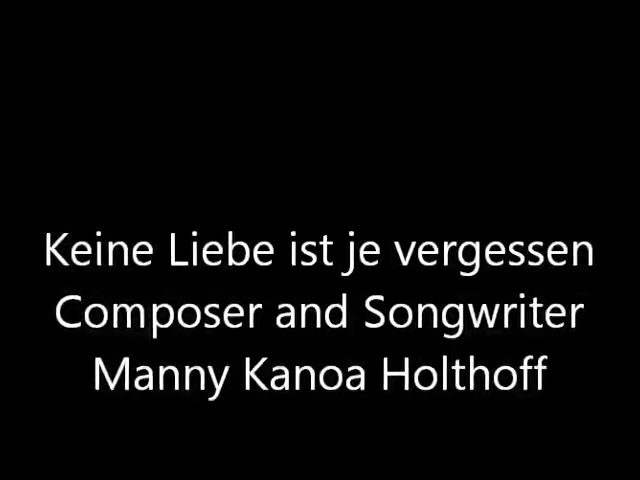 Keine Liebe ist je vergessen
Composer and Songwriter
Manny Kanoa Holthoff